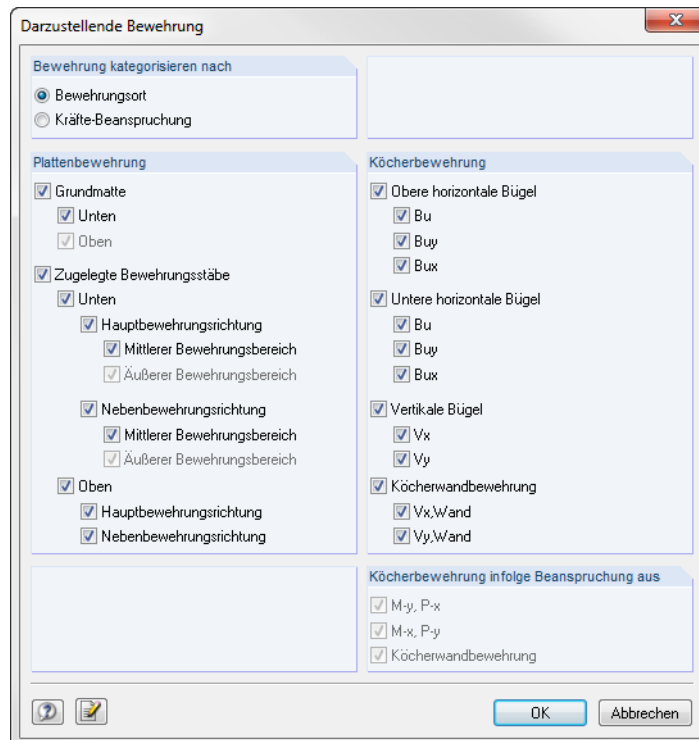 Darzustellende Bewehrung
Bewehrung kategorisieren nach
Bewehrungsort
Kräfte-Beanspruchung
Plattenbewehrung
Grundmatte
Unten
Oben
Zugelegte Bewehrungsstäbe
Unten
Hauptbewehrungsrichtung
Mittlerer Bewehrungsbereich
Äußerer Bewehrungsbereich
Nebenbewehrungsrichtung
Mittlerer Bewehrungsbereich
Äußerer Bewehrungsbereich
Oben
Hauptbewehrungsrichtung
Nebenbewehrungsrichtung
Köcherbewehrung
Obere horizontale Bügel
Bu
Buy
Bux
Untere horizontale Bügel
Bu
Buy
Bux
Vertikale Bügel
Vx
Vy
Köcherwandbewehrung
Vx,Wand
Vy,Wand
Köcherbewehrung infolge Beanspruchung aus
M-y, P-x
M-x, P-y
Köcherwandbewehrung
OK
Abbrechen